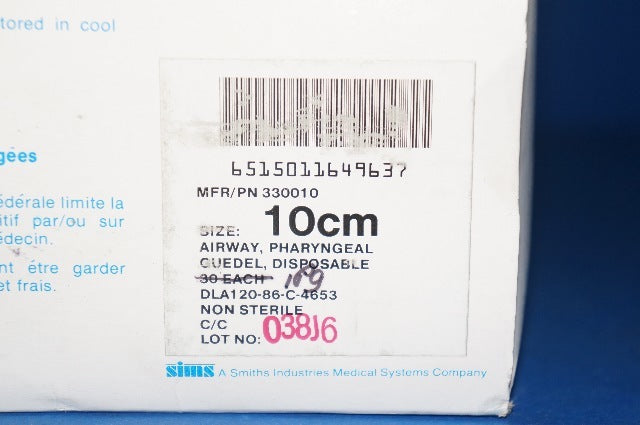 tored in cool
gées
édérale limite la
itif par/ou sur
édecin.
nt être garder
et frais.
6515011649637
MFR/PN 330010
SIZE: 10cm
AIRWAY, PHARYNGEAL
GUEDEL, DISPOSABLE
30 EACH
DLA120-86-C-4653
NON STERILE
C/C
LOT NO: 038J6
sims A Smiths Industries Medical Systems Company